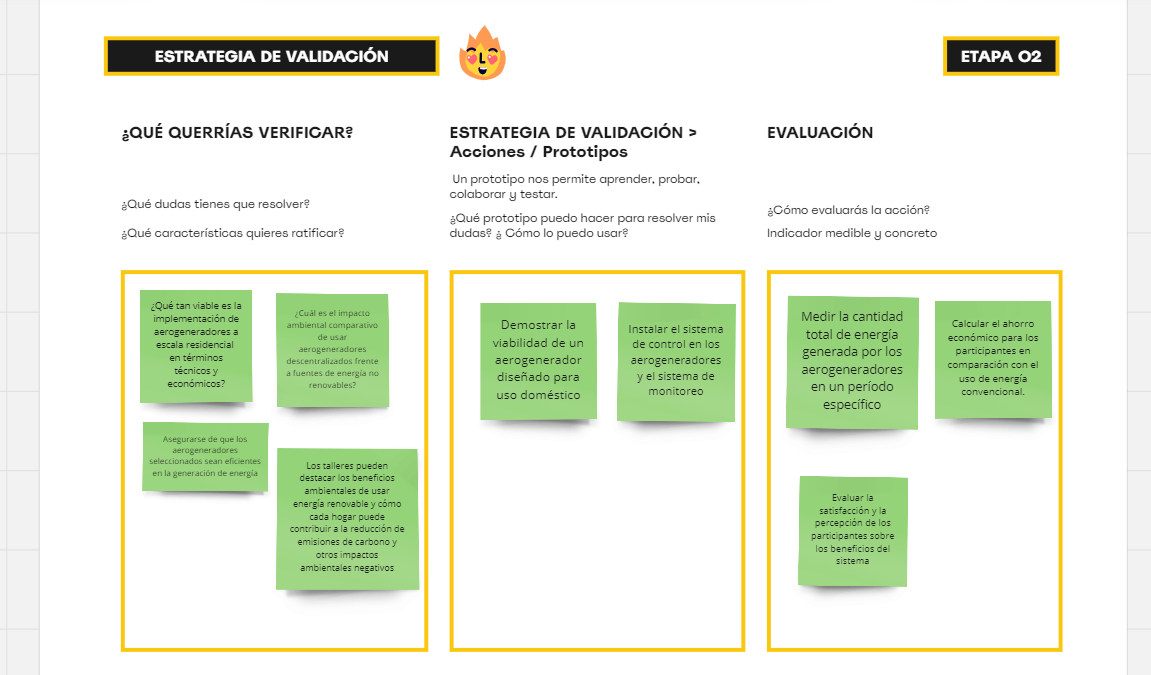 ESTRATEGIA DE VALIDACIÓN
ETAPA 02
¿QUÉ QUERRÍAS VERIFICAR?
¿Qué dudas tienes que resolver?
¿Qué características quieres ratificar?
¿Qué tan viable es la
implementación de
aerogeneradores a
escala residencial
en términos
técnicos y
económicos?
¿Cuál es el impacto
ambiental comparativo
de usar
aerogeneradores
descentralizados frente
a fuentes de energía no
renovables?
Asegurarse de que los
aerogeneradores
seleccionados sean eficientes
en la generación de energía
Los talleres pueden
destacar los beneficios
ambientales de usar
energía renovable y cómo
cada hogar puede
contribuir a la reducción de
emisiones de carbono y
otros impactos
ambientales negativos
ESTRATEGIA DE VALIDACIÓN >
Acciones / Prototipos
Un prototipo nos permite aprender, probar,
colaborar y testar.
¿Qué prototipo puedo hacer para resolver mis
dudas? ¿ Cómo lo puedo usar?
Demostrar la
viabilidad de un
aerogenerador
diseñado para
uso doméstico
Instalar el sistema
de control en los
aerogeneradores
y el sistema de
monitoreo
EVALUACIÓN
¿Cómo evaluarás la acción?
Indicador medible y concreto
Medir la cantidad
total de energía
generada por los
aerogeneradores
en un período
específico
Calcular el ahorro
económico para los
participantes en
comparación con el
uso de energía
convencional.
Evaluar la
satisfacción y la
percepción de los
participantes sobre
los beneficios del
sistema